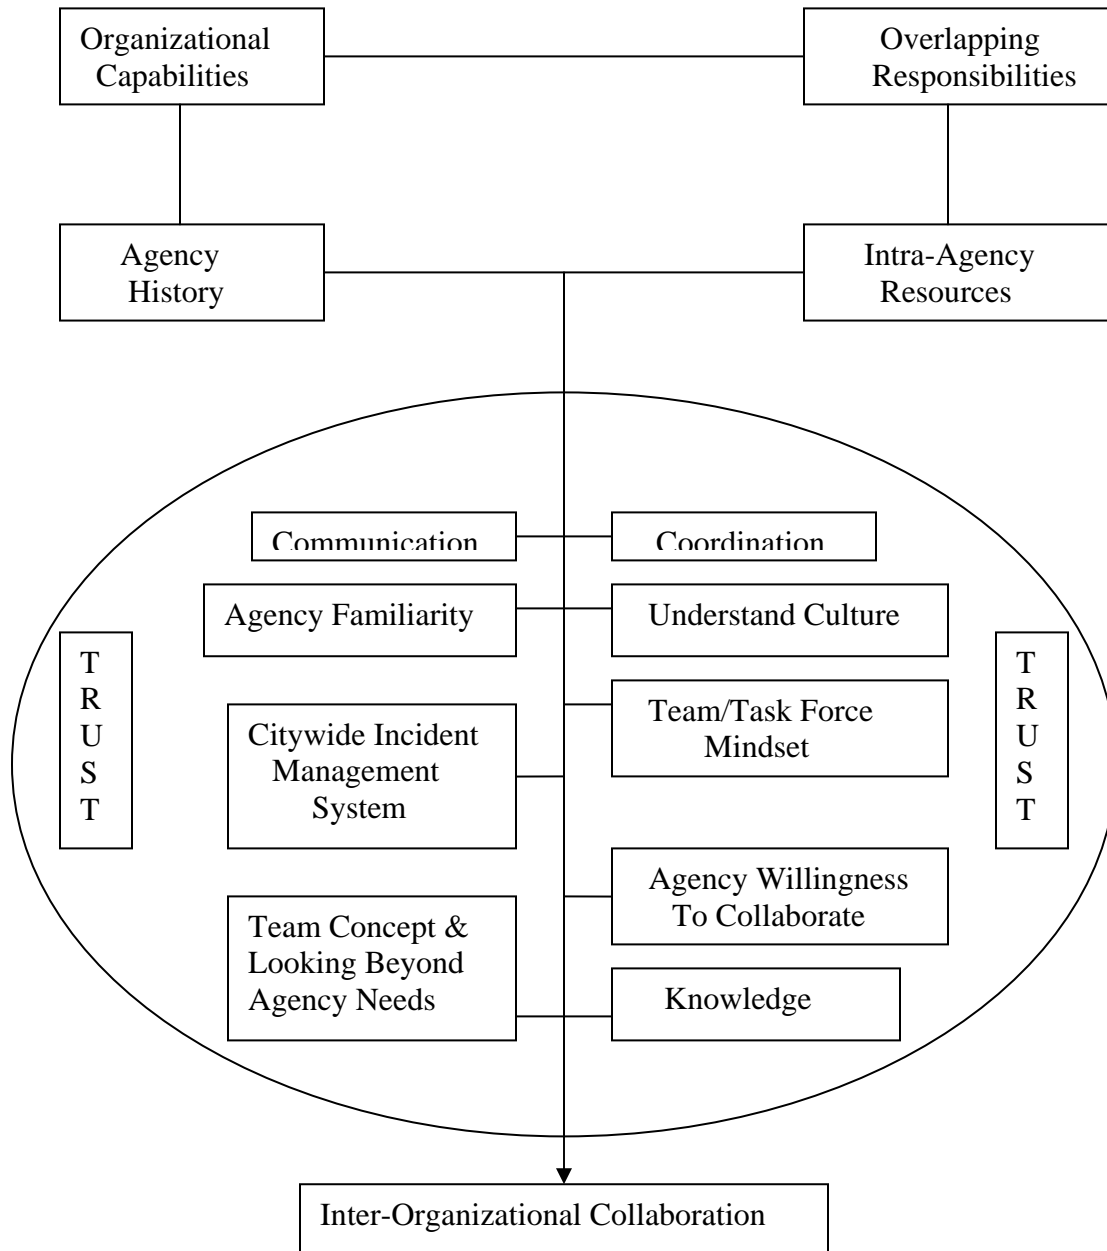 Organizational
Capabilities
Overlapping
Responsibilities
Agency
History
Intra-Agency
Resources
Communication
Coordination
Agency Familiarity
Understand Culture
T
R
U
S
T
Citywide Incident
Management
System
Team/Task Force
Mindset
T
R
U
S
T
Team Concept &
Looking Beyond
Agency Needs
Agency Willingness
To Collaborate
Knowledge
Inter-Organizational Collaboration